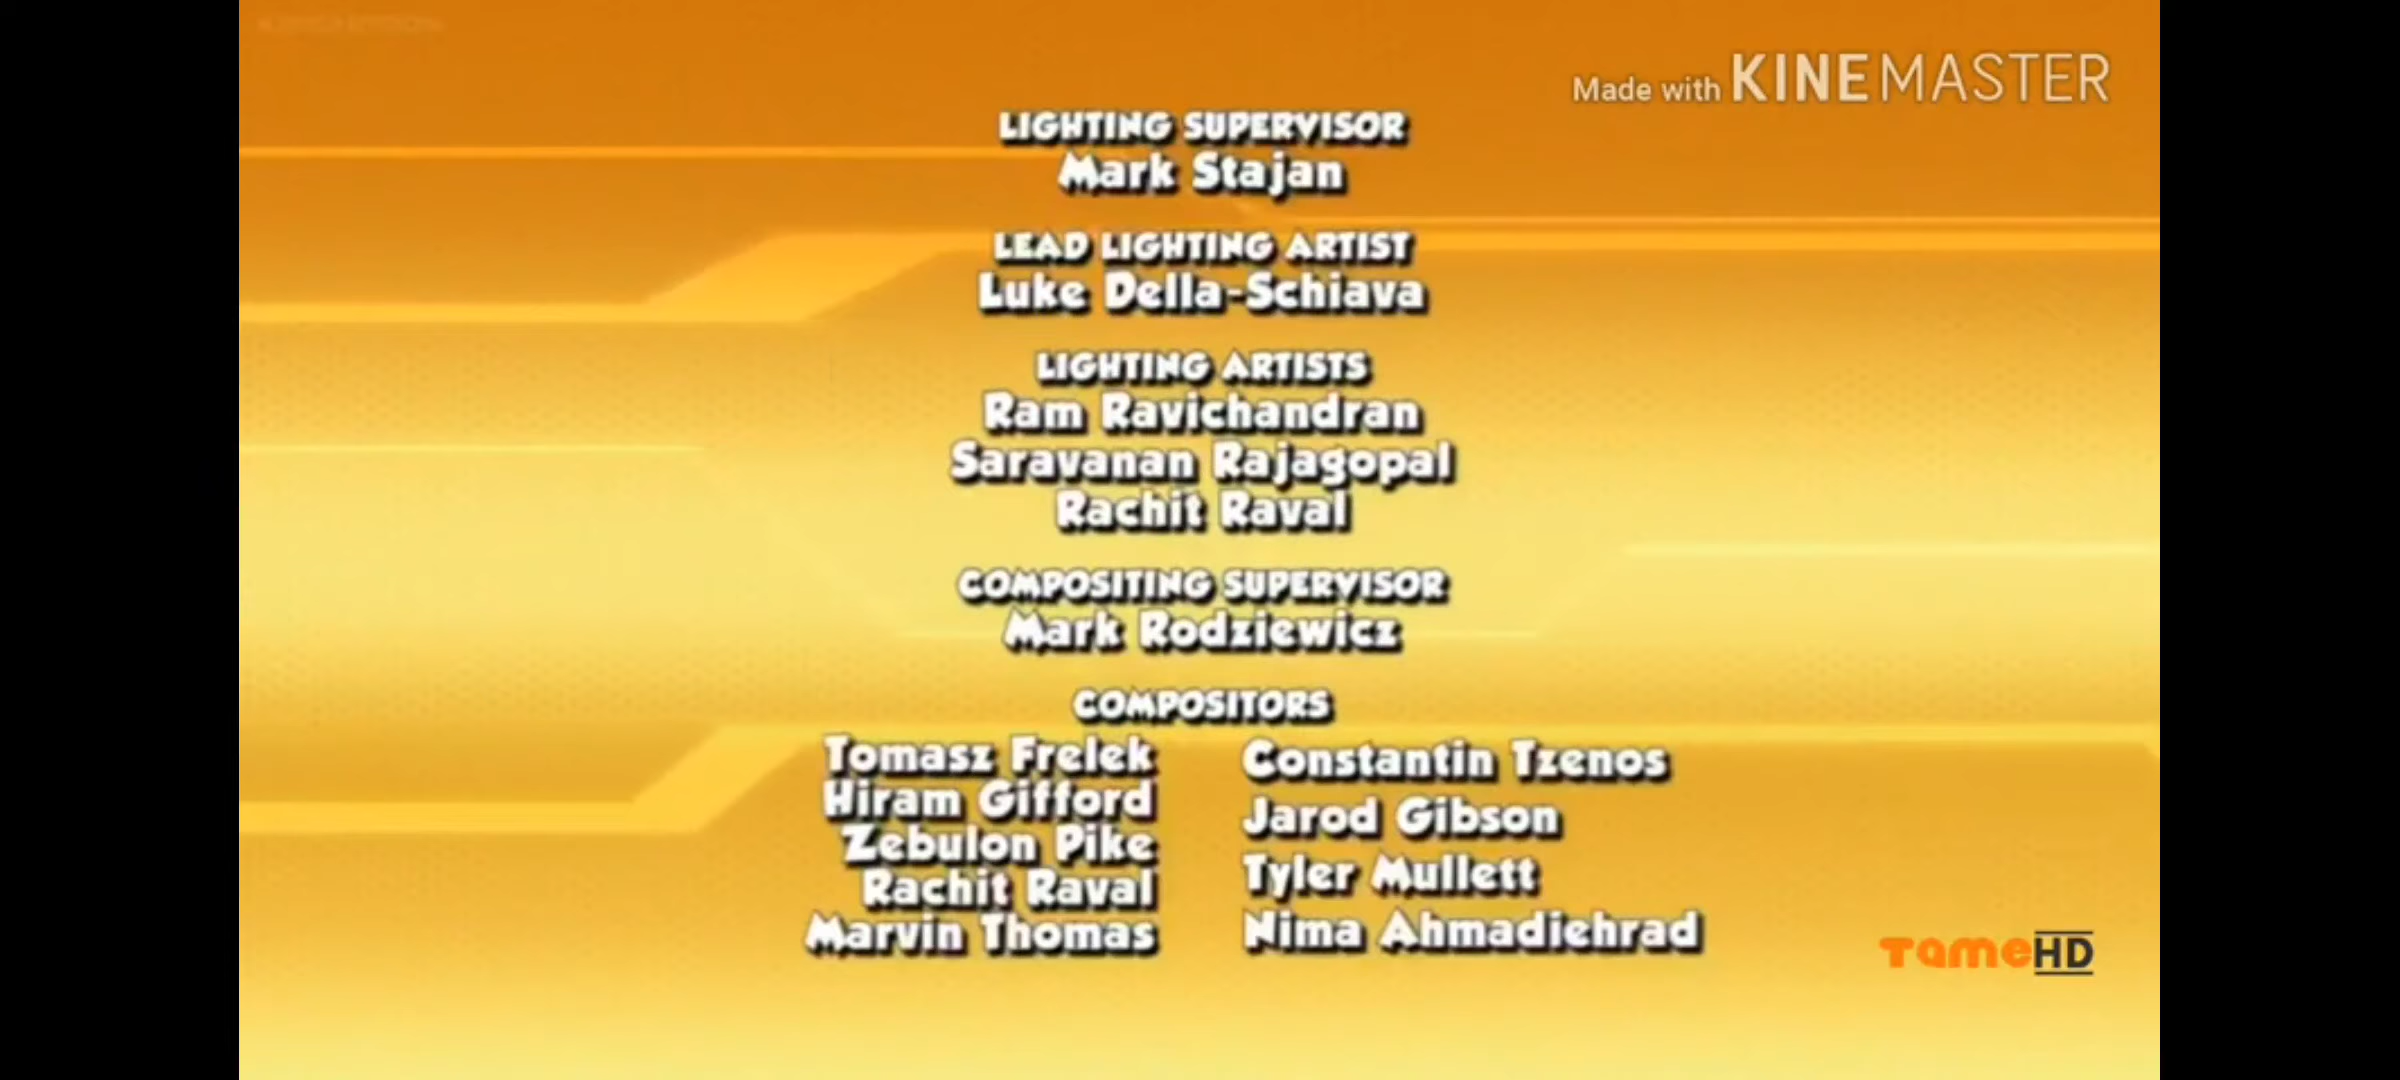 Made with KINEMASTER
LIGHTING SUPERVISOR
Mark Stajan
LEAD LIGHTING ARTIST
Luke Della-Schiava
LIGHTING ARTISTS
Ram Ravichandran
Saravanan Rajagopal
Rachit Raval
COMPOSITING SUPERVISOR
Mark Rodziewicz
COMPOSITORS
Tomasz Frelek
Hiram Gifford
Zebulon Pike
Rachit Raval
Marvin Thomas
Constantin Tzenos
Jarod Gibson
Tyler Mullett
Nima Ahmadiehrad
TameHD